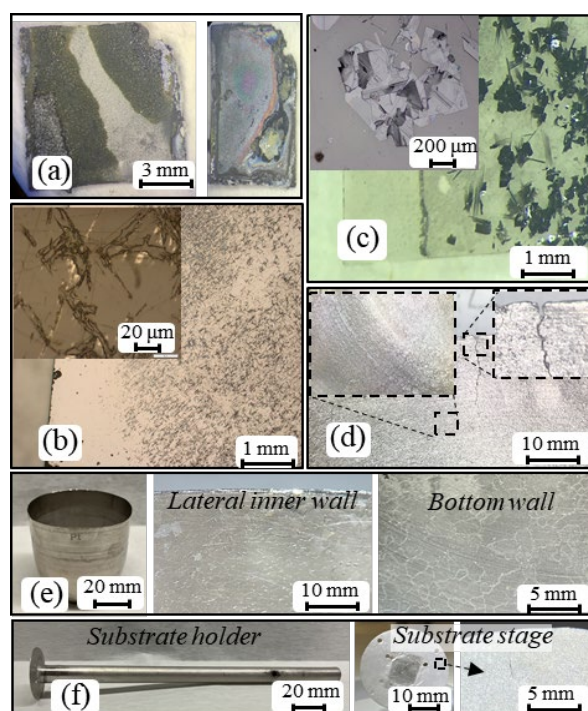 (a)
3 mm
200 μm
(c)
1 mm
20 μm
(b)
1 mm
(d)
10 mm
Lateral inner wall
Bottom wall
PI
(e)
20 mm
10 mm
5 mm
Substrate holder
Substrate stage
(f)
20 mm
10 mm
5 mm